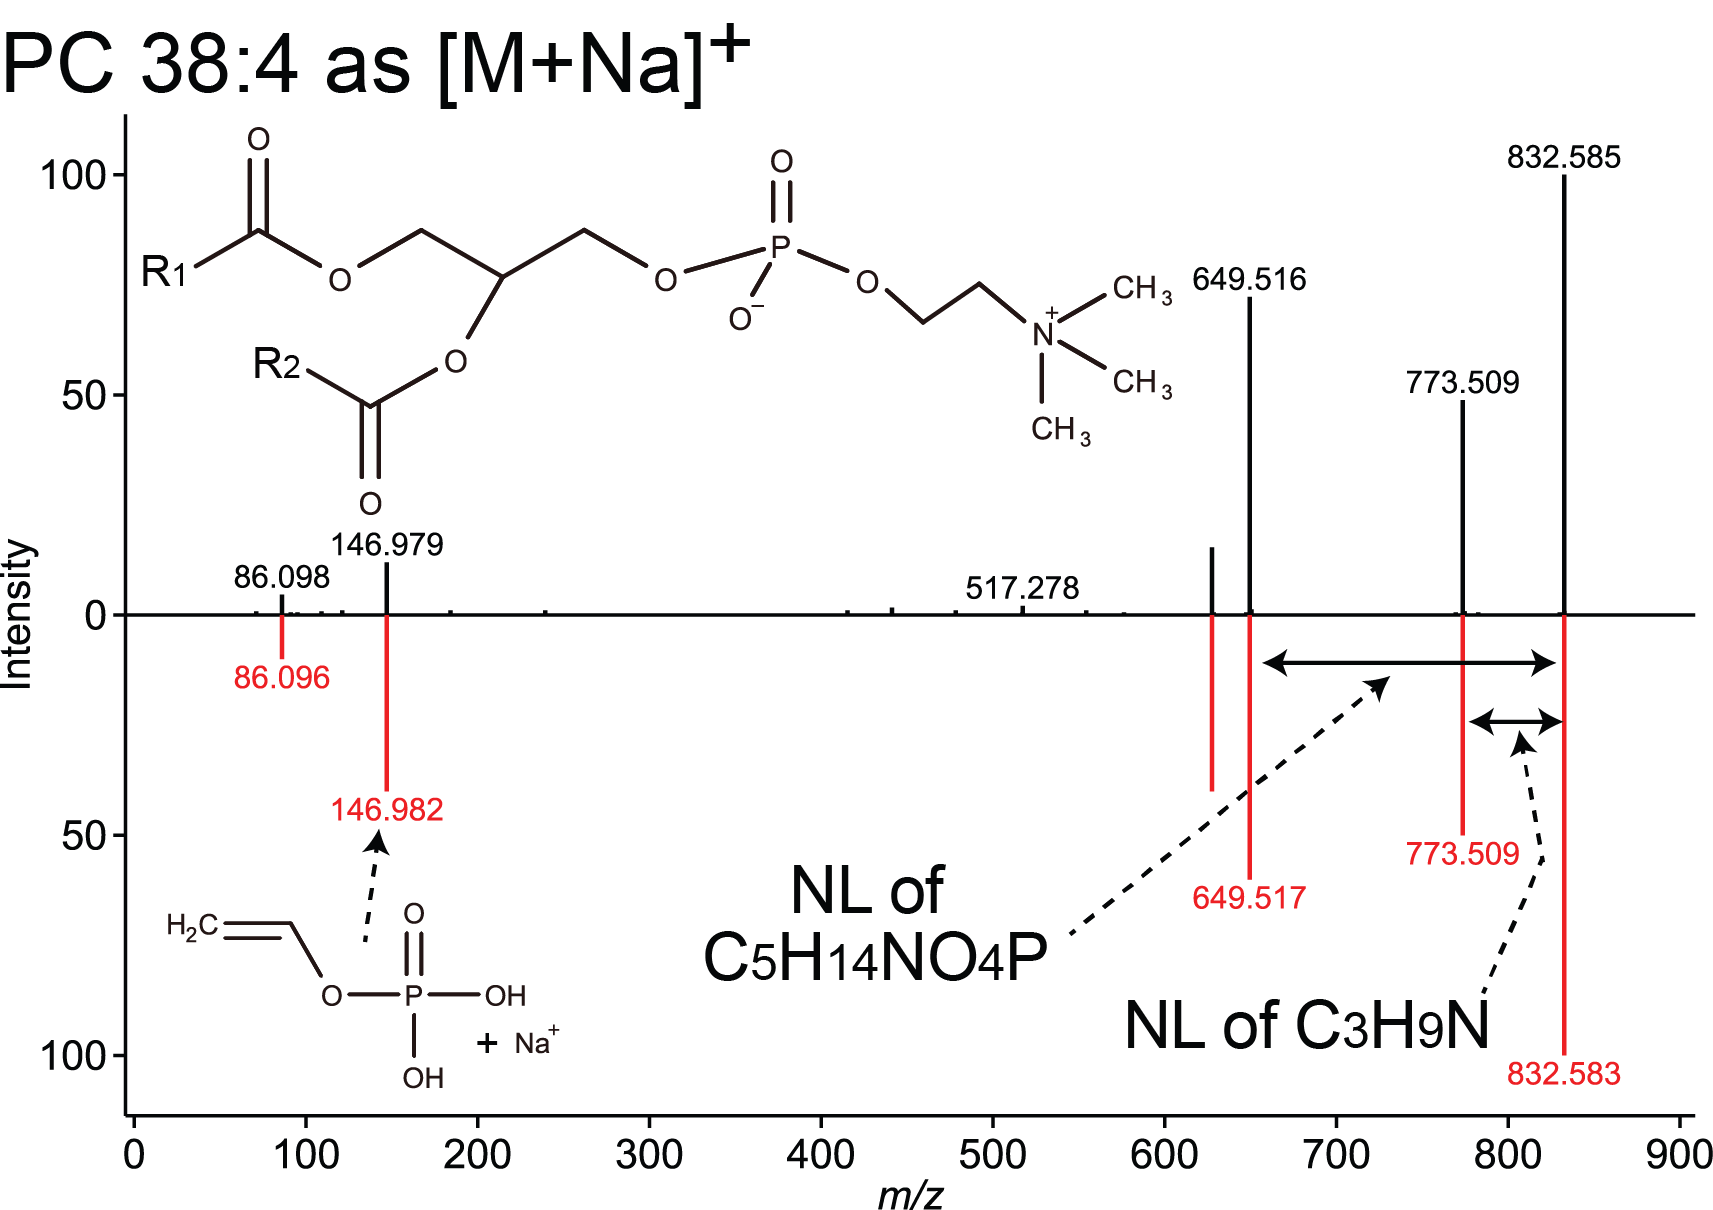 PC 38:4 as [M+Na]+
100
50
0
50
100
Intensity
O
R1
O
R2
O
O
O
O
P
O−
O
N+
CH3
CH3
CH3
832.585
649.516
773.509
146.979
86.098
517.278
86.096
146.982
649.517
773.509
832.583
NL of
C5H14NO4P
NL of C3H9N
H2C
O
O
P
OH
OH
+ Na+
0 100 200 300 400 500 600 700 800 900
m/z